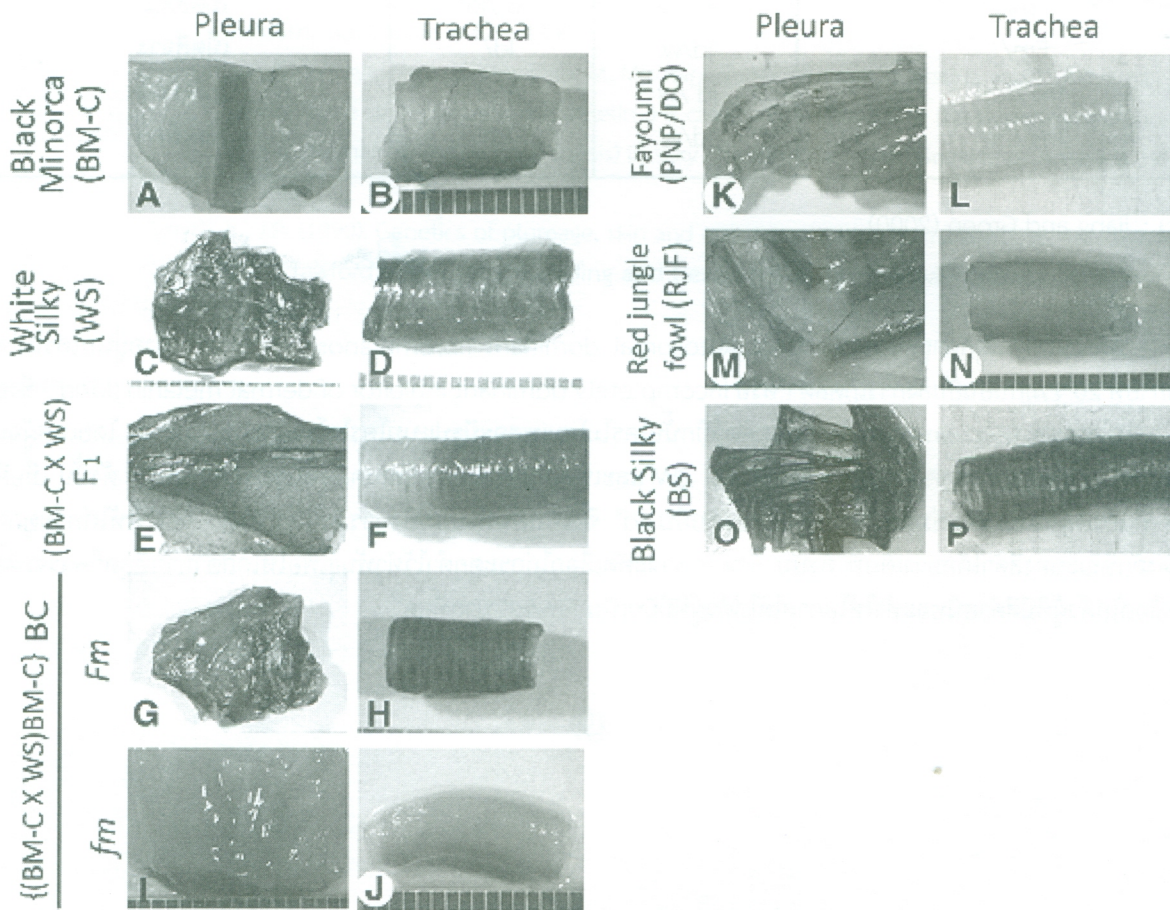 Pleura
Trachea
Black
Minorca
(BM-C)
A
B
White
Silky
(WS)
C
D
(BM-C X WS)
F1
E
F
{(BM-C X WS)BM-C} BC
Fm
G
H
fm
I
J
Pleura
Trachea
Fayoumi
(PNP/DO)
K
L
Red jungle
fowl (RJF)
M
N
Black Silky
(BS)
O
P